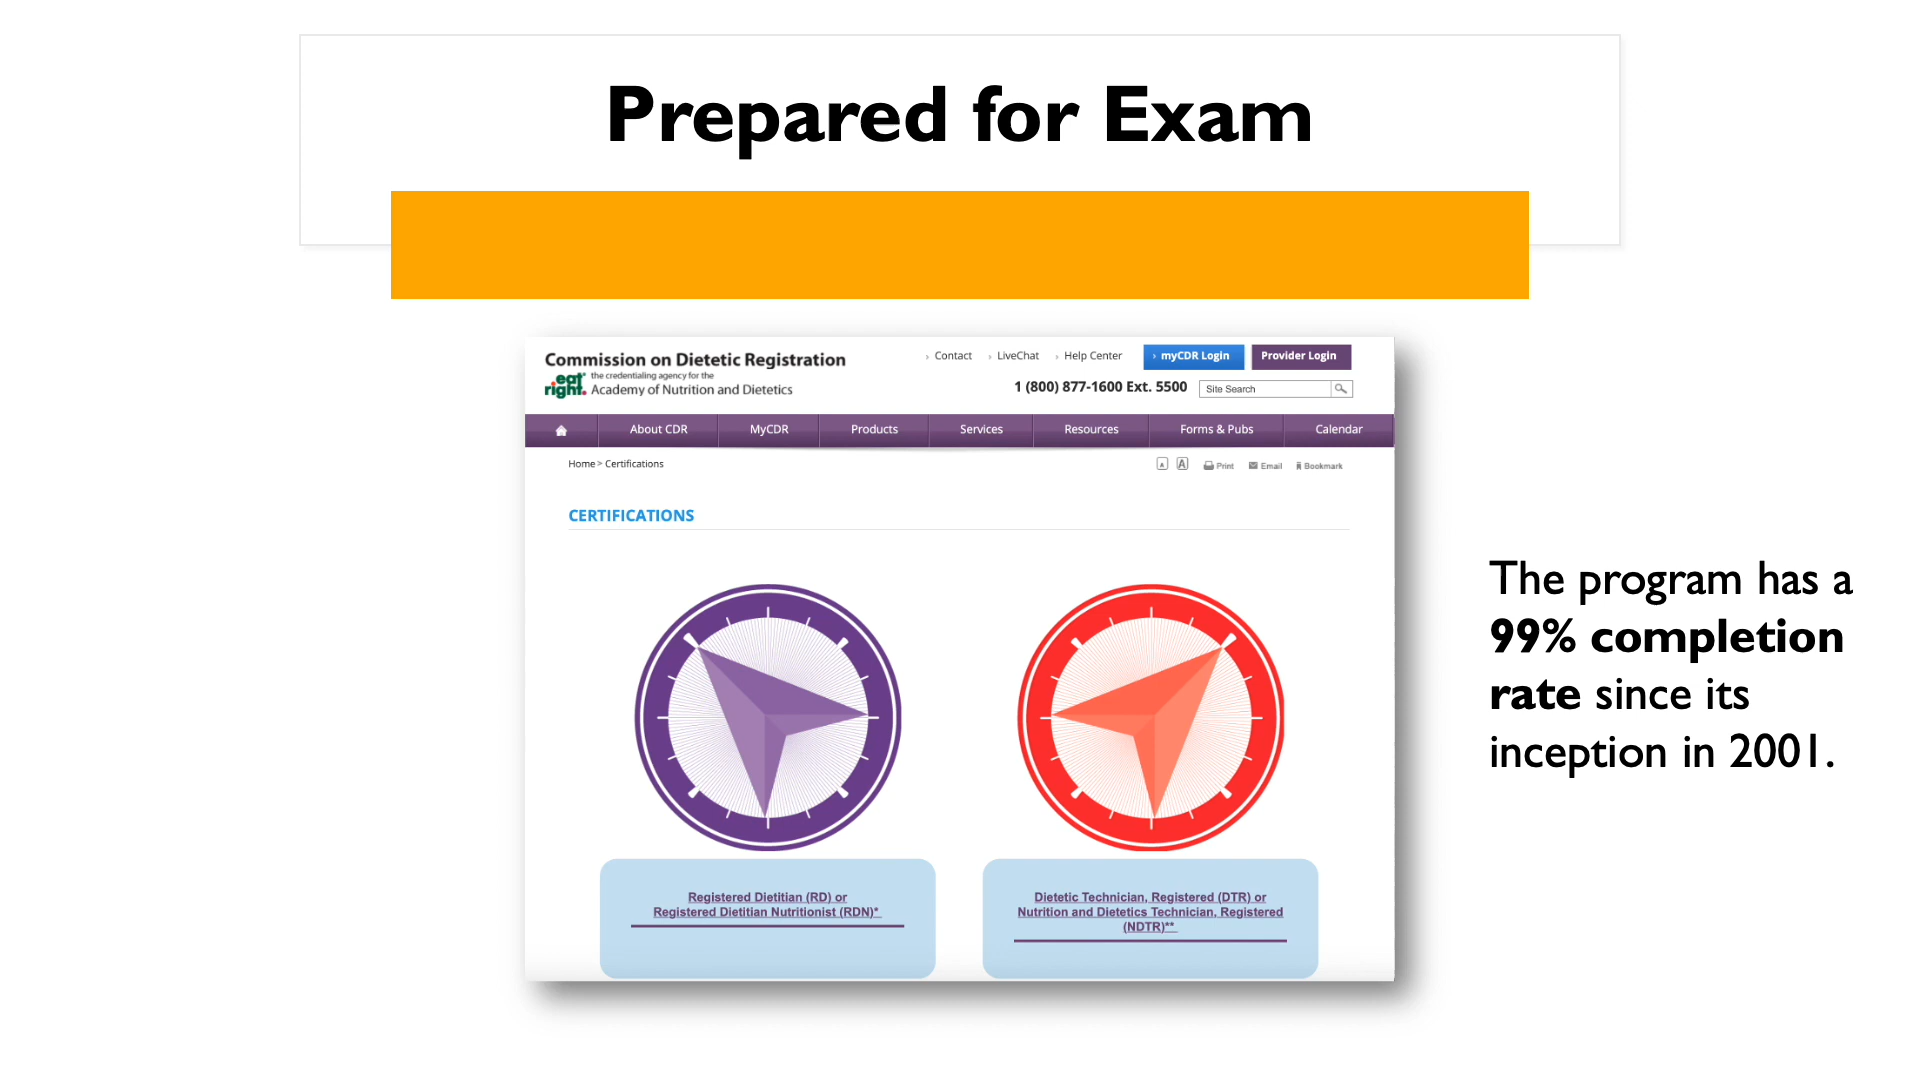 Prepared for Exam
Commission on Dietetic Registration
the credentialing agency for the
eat right. Academy of Nutrition and Dietetics
Contact LiveChat Help Center myCDR Login Provider Login
1 (800) 877-1600 Ext. 5500 Site Search
About CDR MyCDR Products Services Resources Forms & Pubs Calendar
Home > Certifications
A A Print Email Bookmark
CERTIFICATIONS
The program has a
99% completion
rate since its
inception in 2001.
Registered Dietitian (RD) or
Registered Dietitian Nutritionist (RDN)*
Dietetic Technician, Registered (DTR) or
Nutrition and Dietetics Technician, Registered
(NDTR)**